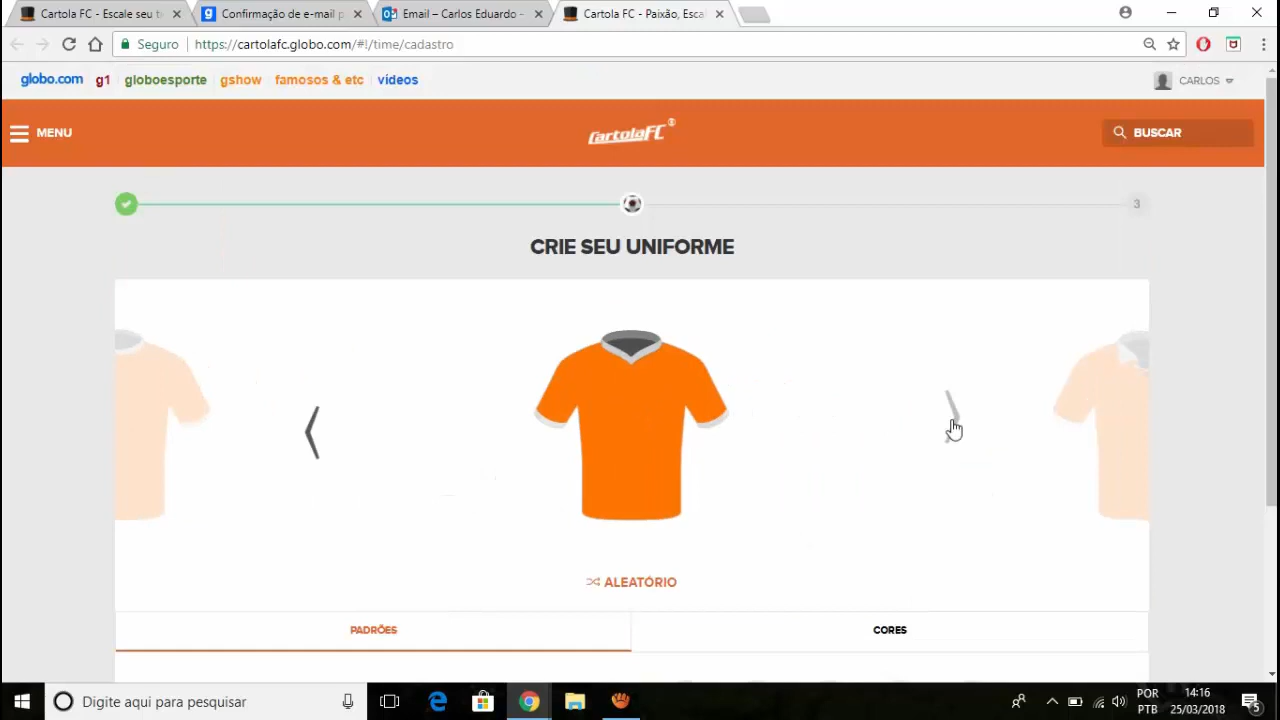 Cartola FC - Escale seu t
Confirmação de e-mail p
Email – Carlos Eduardo –
Cartola FC - Paixão, Esca
Seguro
https://cartolafc.globo.com/#!/time/cadastro
globo.com g1 globoesporte gshow famosos & etc vídeos
CARLOS
MENU
CartolaFC
BUSCAR
3
CRIE SEU UNIFORME
ALEATÓRIO
PADRÕES
CORES
Digite aqui para pesquisar
POR
PTB
14:16
25/03/2018
5